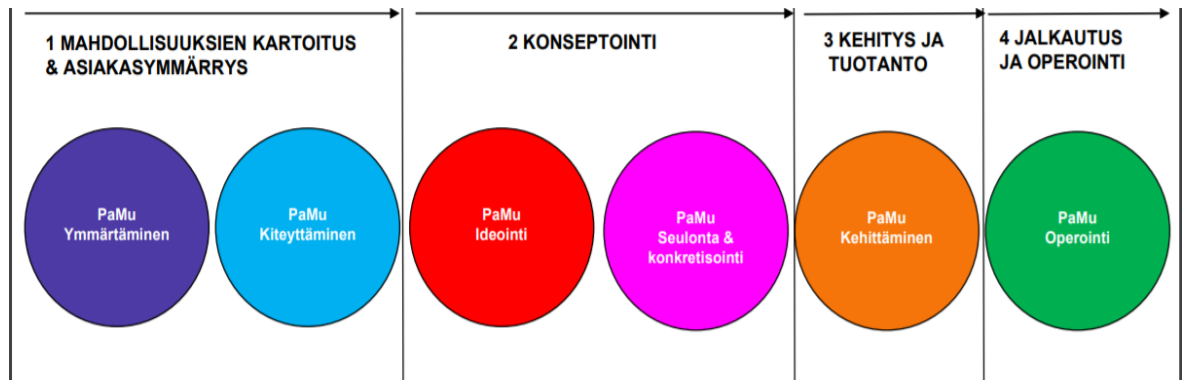 1 MAHDOLLISUUKSIEN KARTOITUS
& ASIAKASYMMÄRRYS
2 KONSEPTOINTI
3 KEHITYS JA
TUOTANTO
4 JALKAUTUS
JA OPEROINTI
PaMu
Ymmärtäminen
PaMu
Kiteyttäminen
PaMu
Ideointi
PaMu
Seulonta &
konkretisointi
PaMu
Kehittäminen
PaMu
Operointi